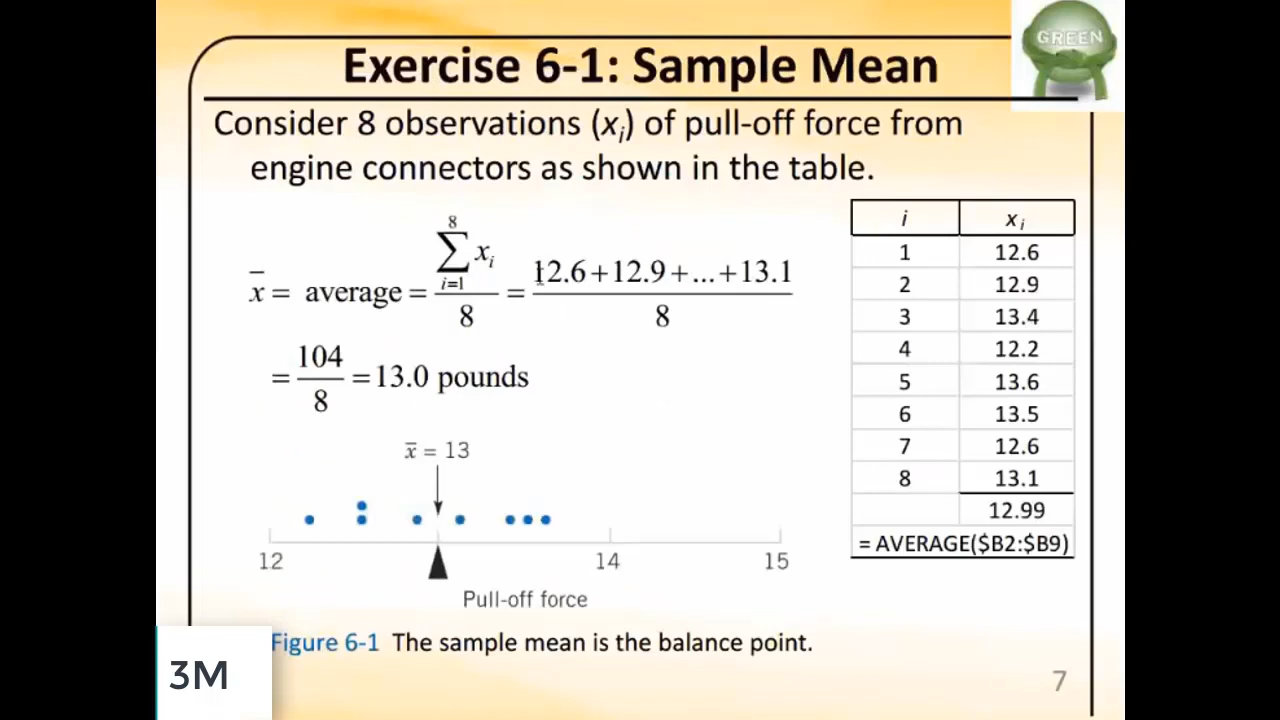 GREEN
Exercise 6-1: Sample Mean
Consider 8 observations (xᵢ) of pull-off force from
engine connectors as shown in the table.
x̅ = average = ∑ᵢ₌₁⁸ xᵢ / 8 = 12.6 + 12.9 + ... + 13.1 / 8
= 104 / 8 = 13.0 pounds
i xᵢ
1 12.6
2 12.9
3 13.4
4 12.2
5 13.6
6 13.5
7 12.6
8 13.1
12.99
= AVERAGE($B2:$B9)
x̅ = 13
12 14 15
Pull-off force
Figure 6-1 The sample mean is the balance point.
3M
7